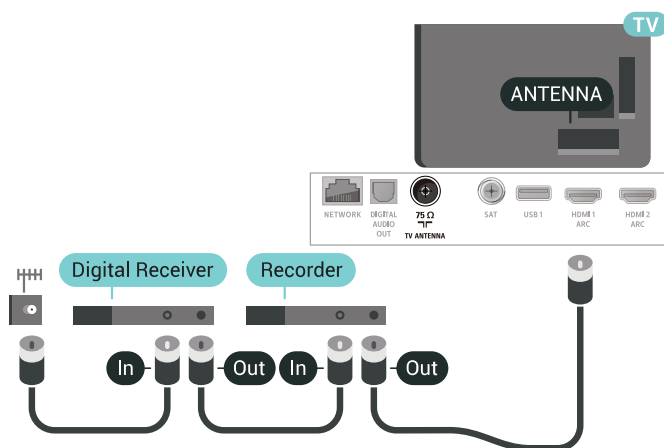 TV
ANTENNA
NETWORK
DIGITAL
AUDIO
OUT
75 Ω
TV ANTENNA
SAT
USB 1
HDMI 1
ARC
HDMI 2
ARC
Digital Receiver
Recorder
In
Out
In
Out